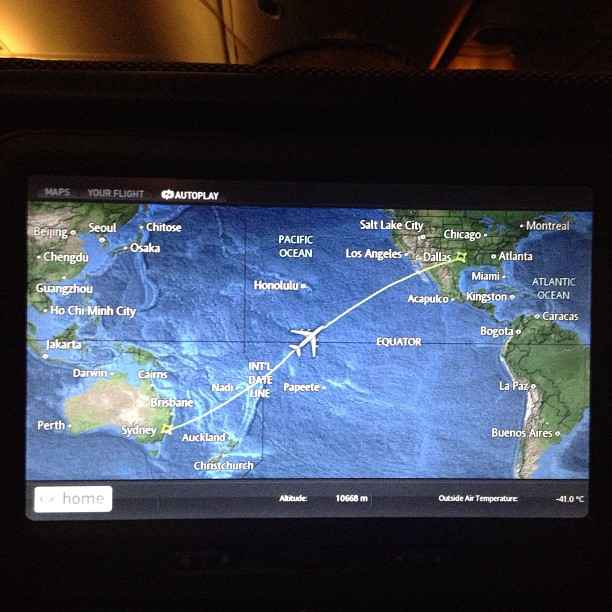 MAPS YOUR FLIGHT AUTOPLAY
Beijing Seoul Chitose
Osaka
Chengdu
Guangzhou
Ho Chi Minh City
Jakarta
PACIFIC
OCEAN
Honolulu
Salt Lake City
Chicago
Montreal
Los Angeles
Dallas
Atlanta
Miami
Acapulco
Kingston
ATLANTIC
OCEAN
Caracas
Bogota
EQUATOR
Darwin
Cairns
INT'L
DATE
LINE
Nadi
Papeete
La Paz
Brisbane
Perth
Sydney
Auckland
Buenos Aires
Christchurch
home
Altitude: 10668 m
Outside Air Temperature: -41.0 °C